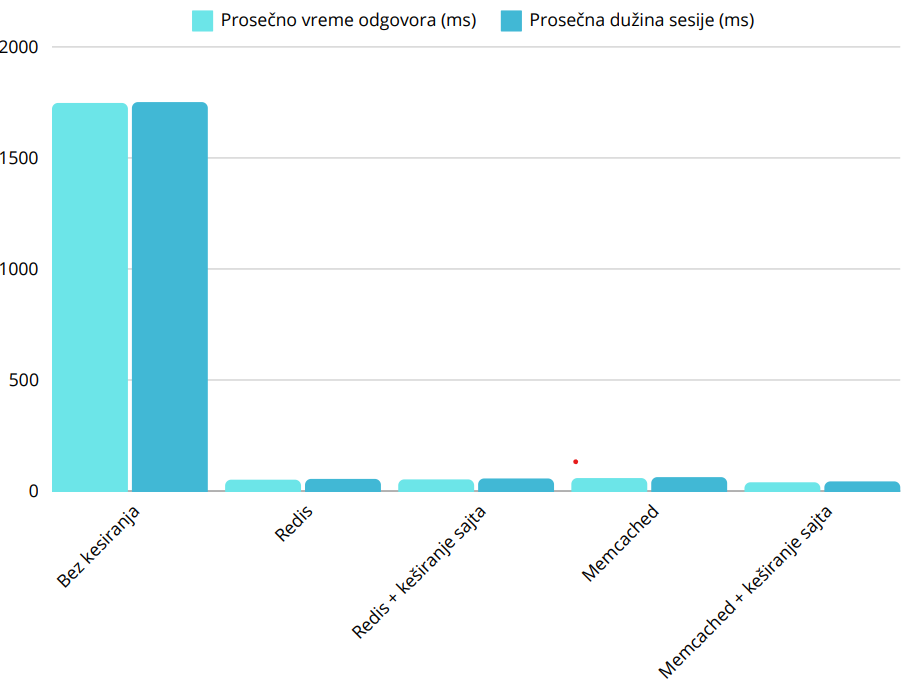 Prosečno vreme odgovora (ms) Prosečna dužina sesije (ms)
2000
1500
1000
500
0
Bez kesiranja
Redis
Redis + keširanje sajta
Memcached
Memcached + keširanje sajta